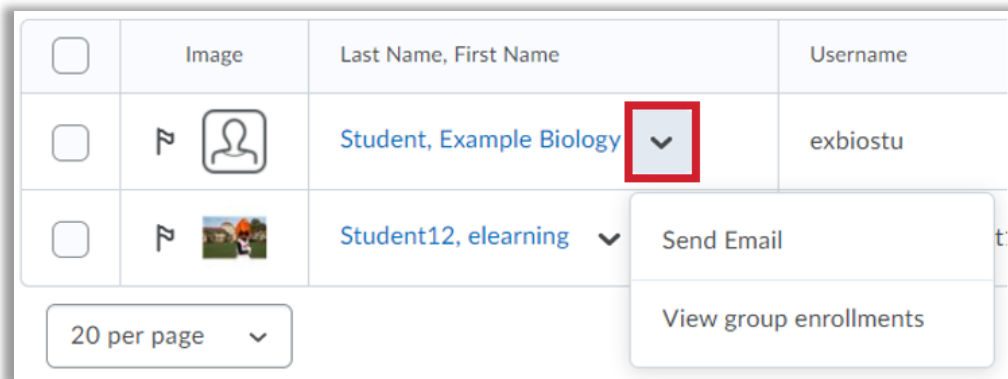 Image Last Name, First Name Username
Student, Example Biology exbiostu
Student12, elearning
Send Email
View group enrollments
20 per page